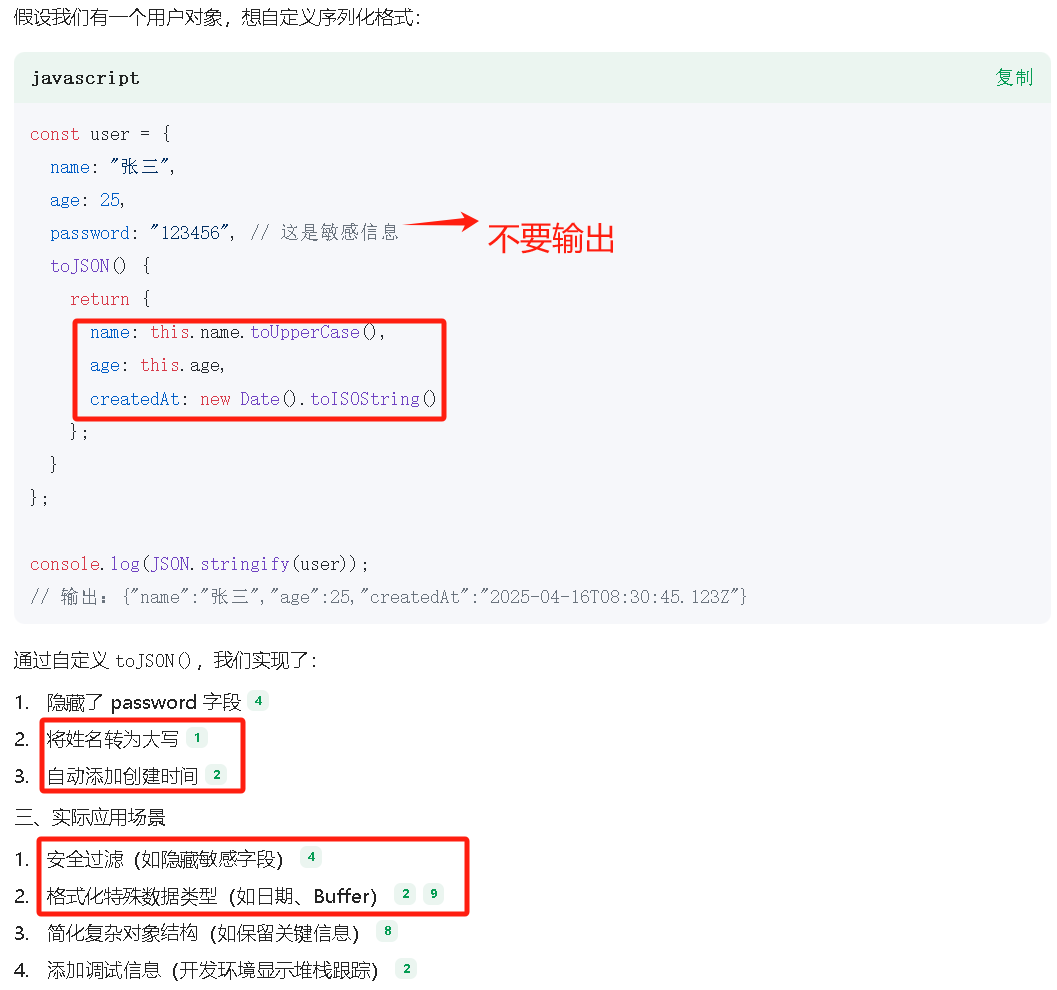 假设我们有一个用户对象，想自定义序列化格式：
javascript 复制
const user = {
  name: "张三",
  age: 25,
  password: "123456", // 这是敏感信息 不要输出
  toJSON() {
    return {
      name: this.name.toUpperCase(),
      age: this.age,
      createdAt: new Date().toISOString()
    };
  }
};
console.log(JSON.stringify(user));
// 输出：{"name":"张三","age":25,"createdAt":"2025-04-16T08:30:45.123Z"}
通过自定义 toJSON()，我们实现了：
1. 隐藏了 password 字段 4
2. 将姓名转为大写 1
3. 自动添加创建时间 2
三、实际应用场景
1. 安全过滤（如隐藏敏感字段） 4
2. 格式化特殊数据类型（如日期、Buffer） 2 9
3. 简化复杂对象结构（如保留关键信息） 8
4. 添加调试信息（开发环境显示堆栈跟踪） 2